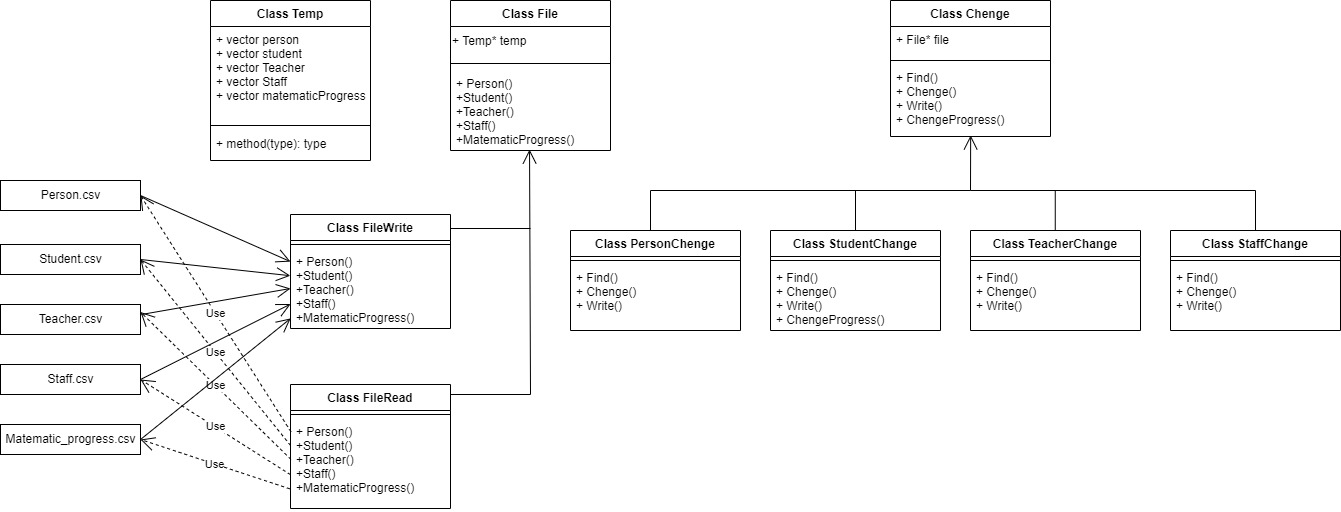 Class Temp
+ vector person
+ vector student
+ vector Teacher
+ vector Staff
+ vector matematicProgress
+ method(type): type
Class File
+ Temp* temp
+ Person()
+Student()
+Teacher()
+Staff()
+MatematicProgress()
Class Chenge
+ File* file
+ Find()
+ Chenge()
+ Write()
+ ChengeProgress()
Person.csv
Student.csv
Teacher.csv
Staff.csv
Matematic_progress.csv
Class FileWrite
+ Person()
+Student()
+Teacher()
+Staff()
+MatematicProgress()
Use
Use
Use
Use
Use
Class FileRead
+ Person()
+Student()
+Teacher()
+Staff()
+MatematicProgress()
Class PersonChenge
+ Find()
+ Chenge()
+ Write()
Class StudentChange
+ Find()
+ Chenge()
+ Write()
+ ChengeProgress()
Class TeacherChange
+ Find()
+ Chenge()
+ Write()
Class StaffChange
+ Find()
+ Chenge()
+ Write()